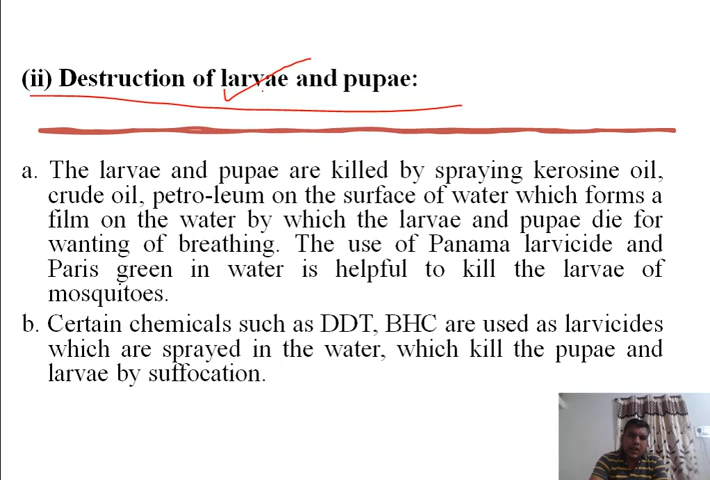 (ii) Destruction of larvae and pupae:
a. The larvae and pupae are killed by spraying kerosine oil,
crude oil, petro-leum on the surface of water which forms a
film on the water by which the larvae and pupae die for
wanting of breathing. The use of Panama larvicide and
Paris green in water is helpful to kill the larvae of
mosquitoes.
b. Certain chemicals such as DDT, BHC are used as larvicides
which are sprayed in the water, which kill the pupae and
larvae by suffocation.